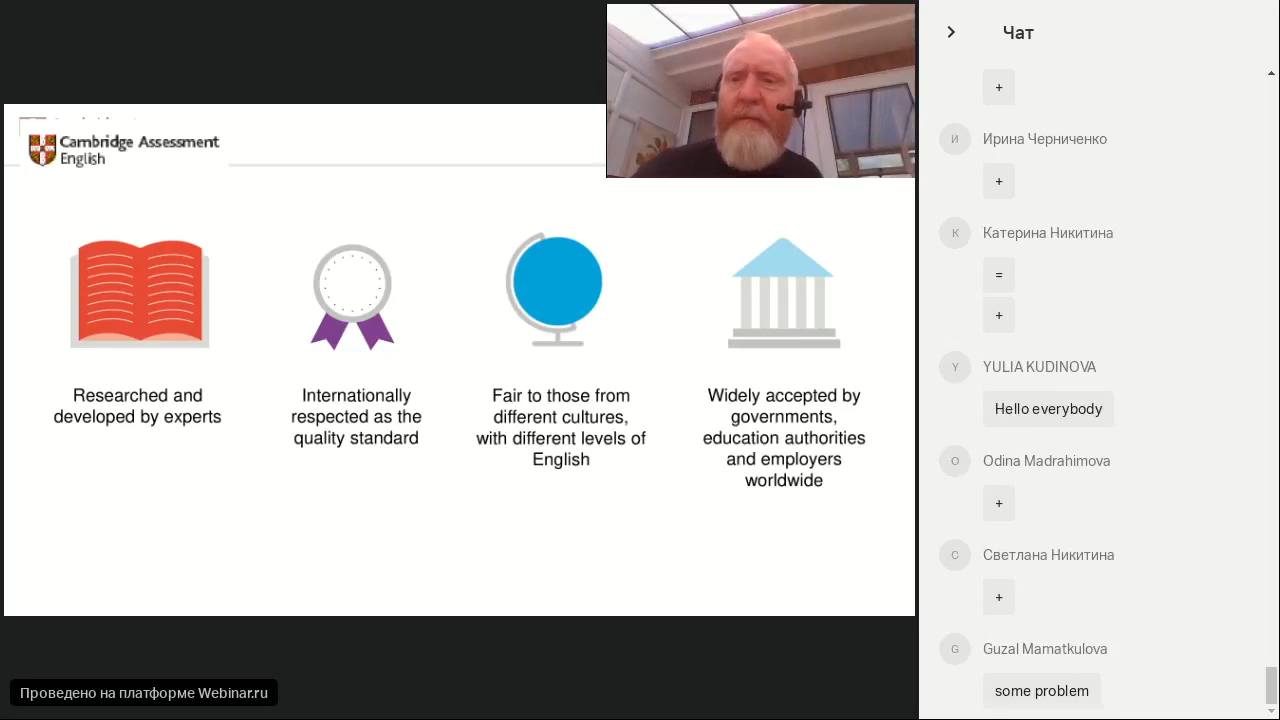 Cambridge Assessment
English
Researched and
developed by experts
Internationally
respected as the
quality standard
Fair to those from
different cultures,
with different levels of
English
Widely accepted by
governments,
education authorities
and employers
worldwide
Проведено на платформе Webinar.ru
Чат
+
И
Ирина Черниченко
+
К
Катерина Никитина
=
+
Y
YULIA KUDINOVA
Hello everybody
O
Odina Madrahimova
+
С
Светлана Никитина
+
G
Guzal Mamatkulova
some problem